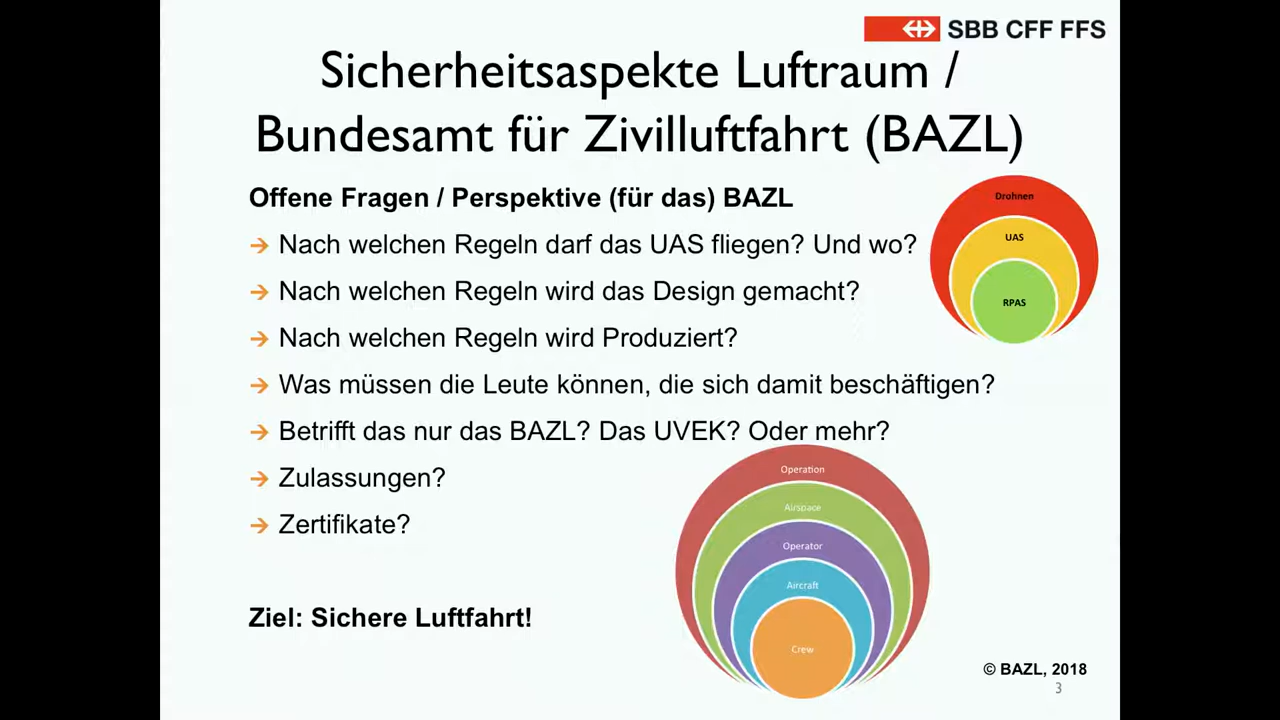 SBB CFF FFS
Sicherheitsaspekte Luftraum /
Bundesamt für Zivilluftfahrt (BAZL)
Offene Fragen / Perspektive (für das) BAZL
→ Nach welchen Regeln darf das UAS fliegen? Und wo?
→ Nach welchen Regeln wird das Design gemacht?
→ Nach welchen Regeln wird Produziert?
→ Was müssen die Leute können, die sich damit beschäftigen?
→ Betrifft das nur das BAZL? Das UVEK? Oder mehr?
→ Zulassungen?
→ Zertifikate?
Ziel: Sichere Luftfahrt!
Drohnen
UAS
RPAS
Operation
Airspace
Operator
Aircraft
Crew
© BAZL, 2018
3